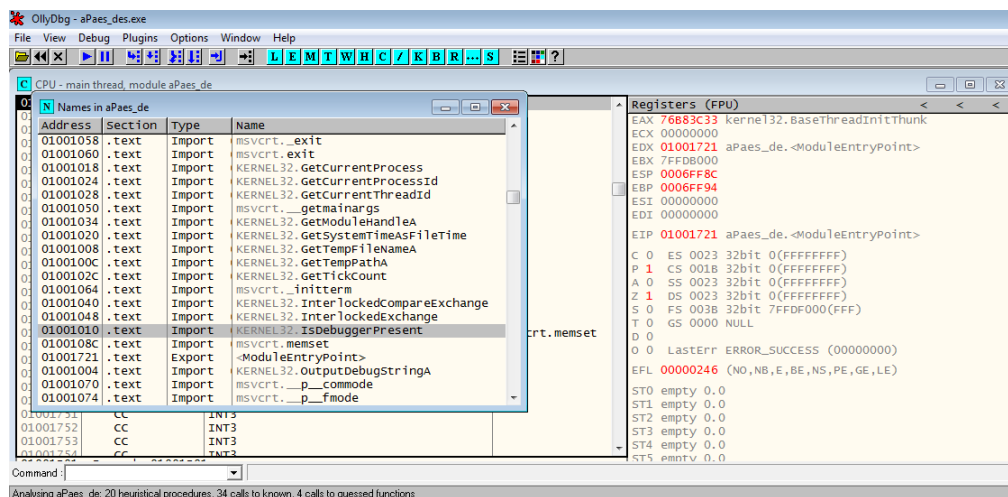 OllyDbg - aPaes_des.exe
File View Debug Plugins Options Window Help
L E M T W H C / K B R ... S ?
C CPU - main thread, module aPaes_de
N Names in aPaes_de
Address Section Type Name
01001058 .text Import msvcrt._exit
01001060 .text Import msvcrt.exit
01001018 .text Import KERNEL32.GetCurrentProcess
01001024 .text Import KERNEL32.GetCurrentProcessId
01001028 .text Import KERNEL32.GetCurrentThreadId
01001050 .text Import msvcrt.__getmainargs
01001034 .text Import KERNEL32.GetModuleHandleA
01001020 .text Import KERNEL32.GetSystemTimeAsFileTime
01001008 .text Import KERNEL32.GetTempFileNameA
0100100C .text Import KERNEL32.GetTempPathA
0100102C .text Import KERNEL32.GetTickCount
01001064 .text Import msvcrt._initterm
01001040 .text Import KERNEL32.InterlockedCompareExchange
01001048 .text Import KERNEL32.InterlockedExchange
01001010 .text Import KERNEL32.IsDebuggerPresent
0100108C .text Import msvcrt.memset
01001721 .text Export <ModuleEntryPoint>
01001004 .text Import KERNEL32.OutputDebugStringA
01001070 .text Import msvcrt.__p__commode
01001074 .text Import msvcrt.__p__fmode
crt.memset
01001751 CC INT3
01001752 CC INT3
01001753 CC INT3
01001754 CC INT3
Registers (FPU) < < <
EAX 76B83C33 kernel32.BaseThreadInitThunk
ECX 00000000
EDX 01001721 aPaes_de.<ModuleEntryPoint>
EBX 7FFDB000
ESP 0006FF8C
EBP 0006FF94
ESI 00000000
EDI 00000000
EIP 01001721 aPaes_de.<ModuleEntryPoint>
C 0 ES 0023 32bit 0(FFFFFFFF)
P 1 CS 001B 32bit 0(FFFFFFFF)
A 0 SS 0023 32bit 0(FFFFFFFF)
Z 1 DS 0023 32bit 0(FFFFFFFF)
S 0 FS 003B 32bit 7FFDF000(FFF)
T 0 GS 0000 NULL
D 0
O 0 LastErr ERROR_SUCCESS (00000000)
EFL 00000246 (NO,NB,E,BE,NS,PE,GE,LE)
ST0 empty 0.0
ST1 empty 0.0
ST2 empty 0.0
ST3 empty 0.0
ST4 empty 0.0
ST5 empty 0.0
Command :
Analysing aPaes_de: 20 heuristical procedures, 34 calls to known, 4 calls to guessed functions